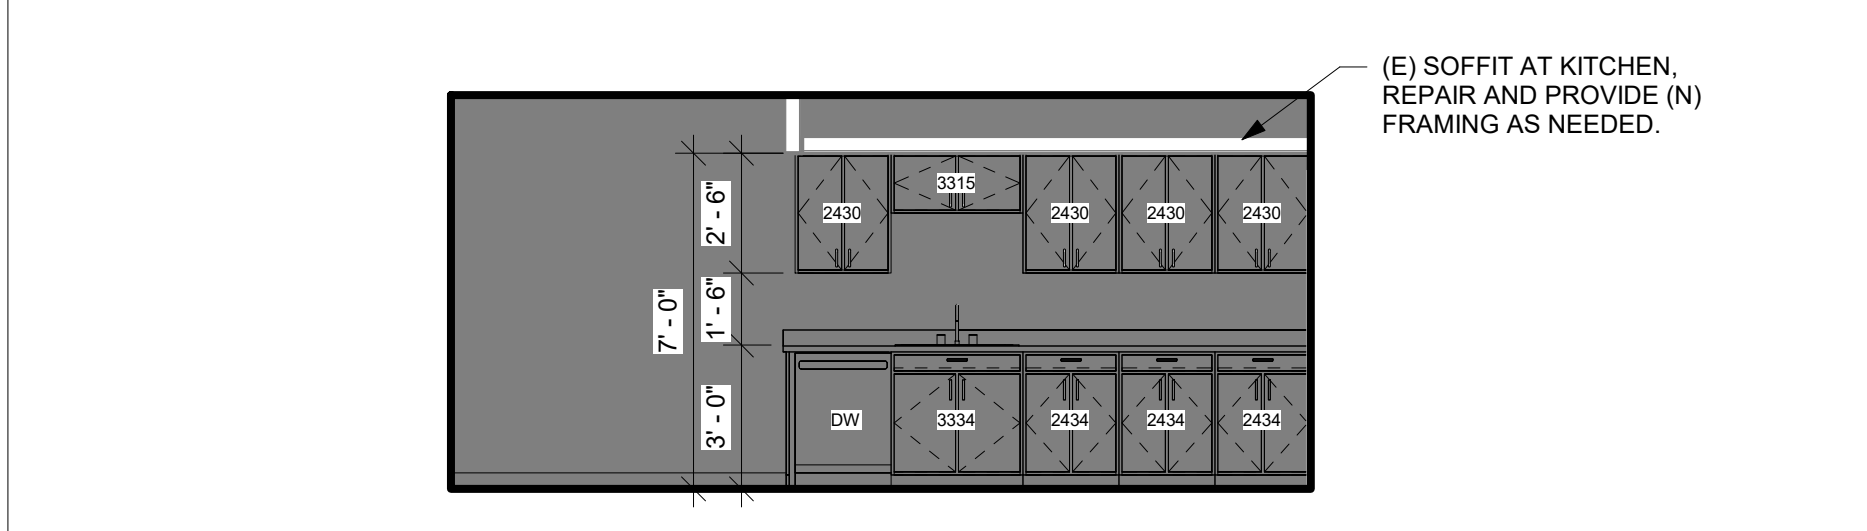 (E) SOFFIT AT KITCHEN,
REPAIR AND PROVIDE (N)
FRAMING AS NEEDED.
3315
2430
2430
2430
2430
2' - 6"
1' - 6"
7' - 0"
3' - 0"
DW
3334
2434
2434
2434